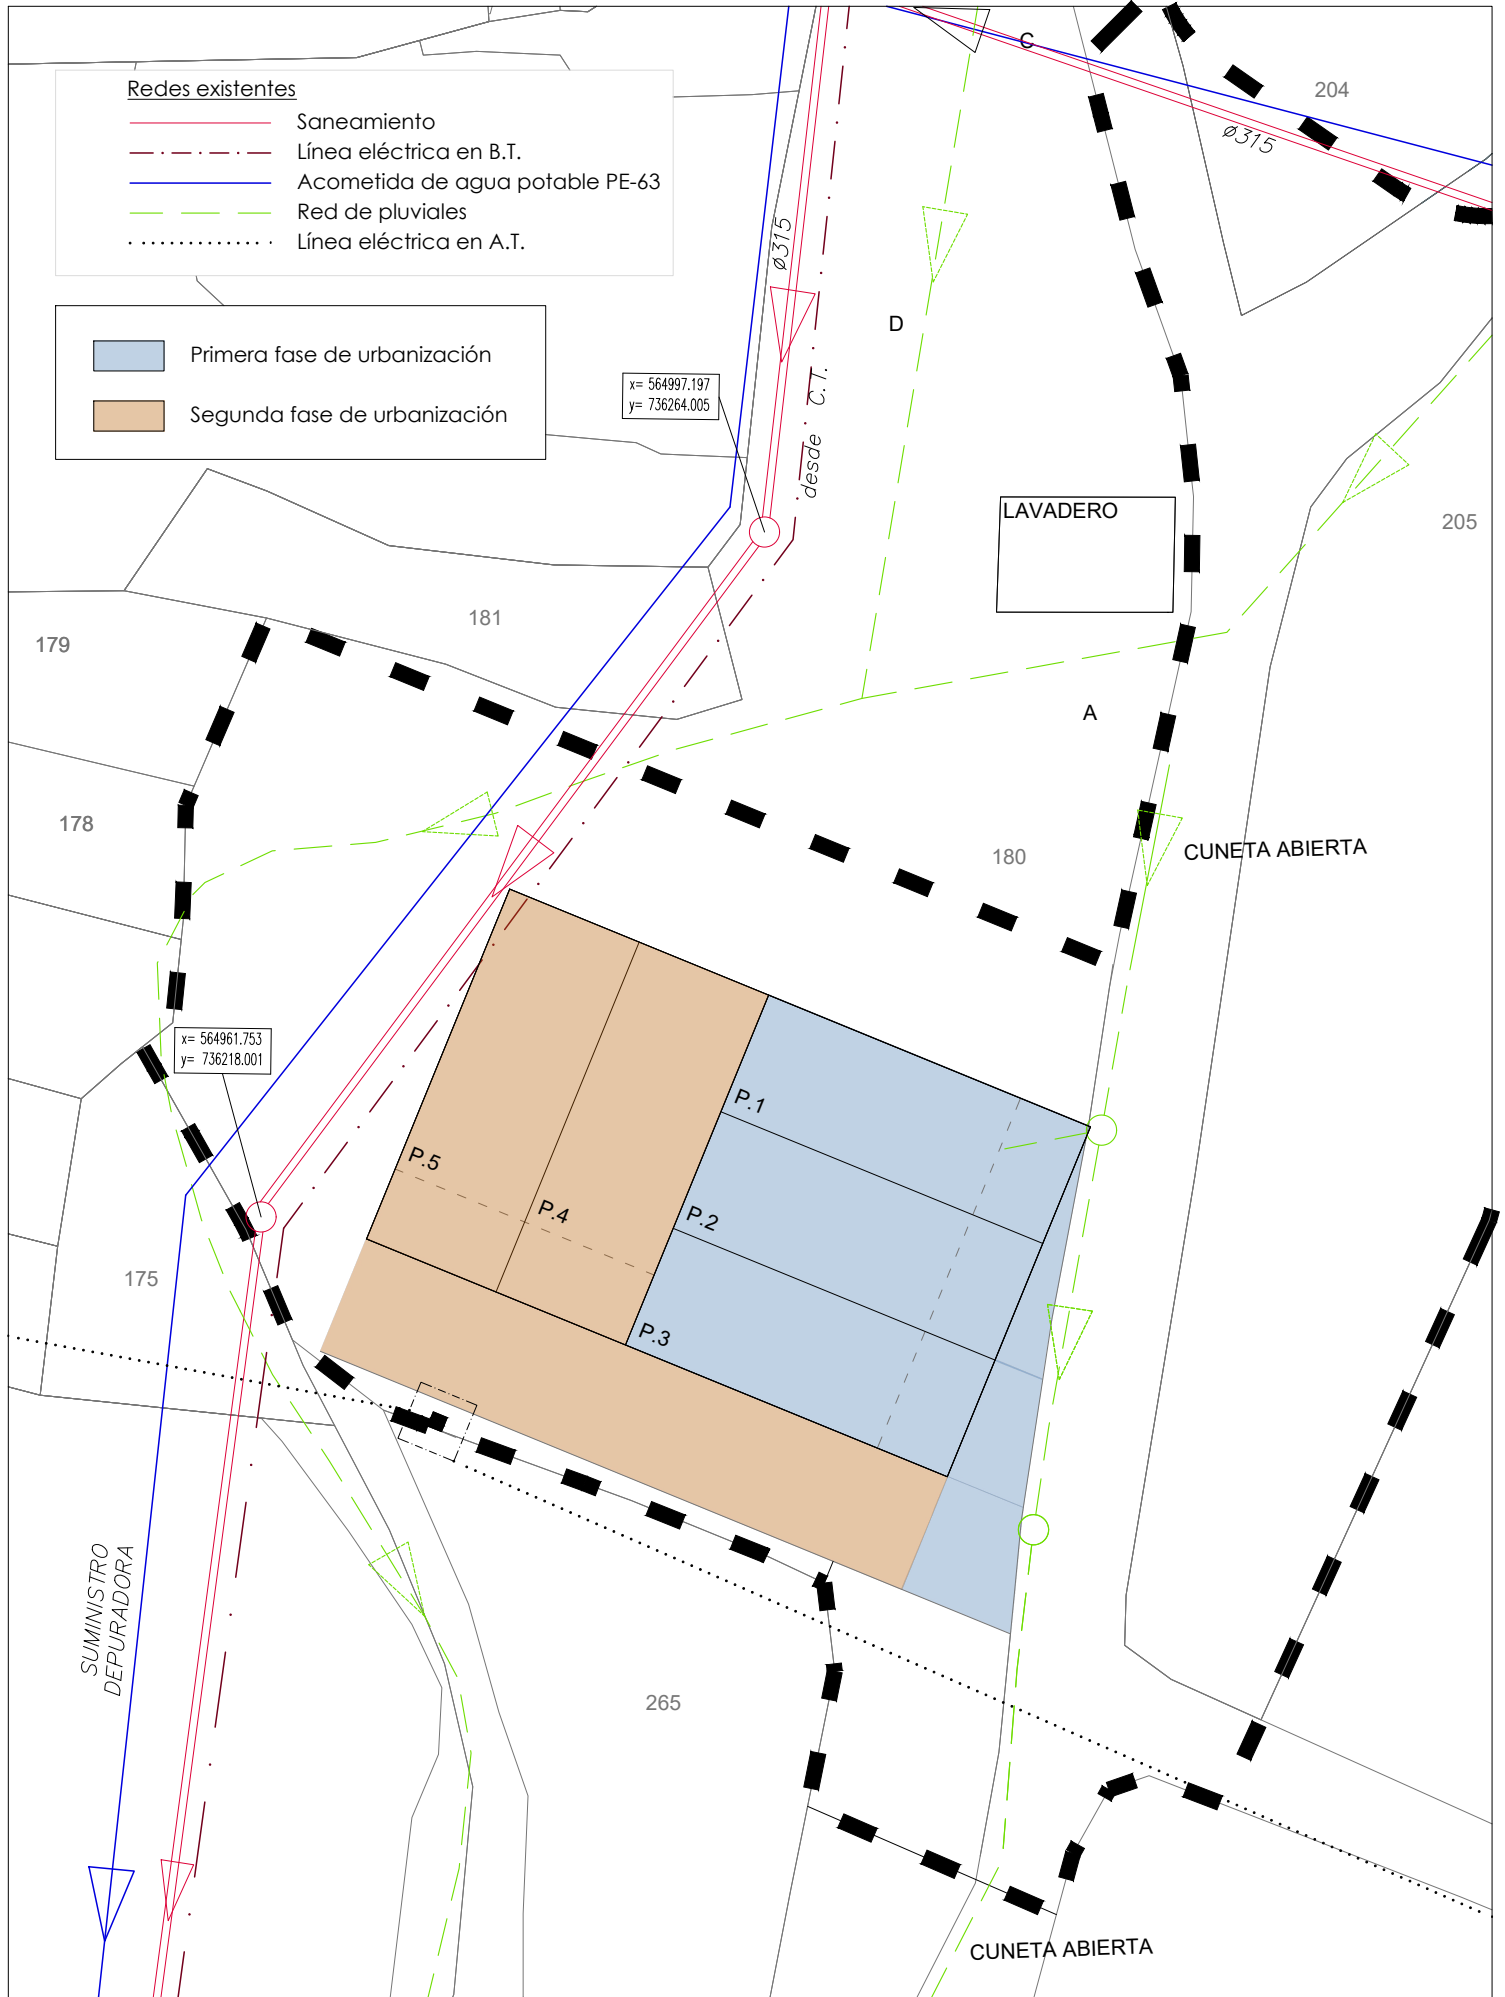 Redes existentes
Saneamiento
Línea eléctrica en B.T.
Acometida de agua potable PE-63
Red de pluviales
Línea eléctrica en A.T.
Primera fase de urbanización
Segunda fase de urbanización
C
204
ø315
ø315
D
x= 564997.197
y= 736264.005
desde C.T.
LAVADERO
205
181
179
A
178
180
CUNETA ABIERTA
x= 564961.753
y= 736218.001
P.1
P.5
P.4
P.2
175
P.3
SUMINISTRO
DEPURADORA
265
CUNETA ABIERTA